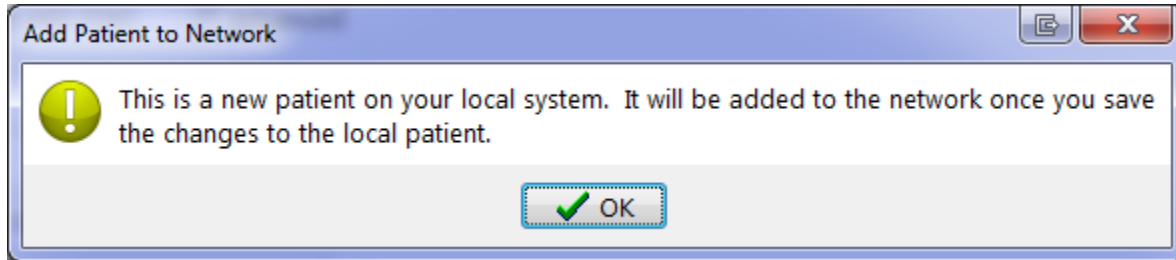 Add Patient to Network
This is a new patient on your local system.  It will be added to the network once you save
the changes to the local patient.
OK